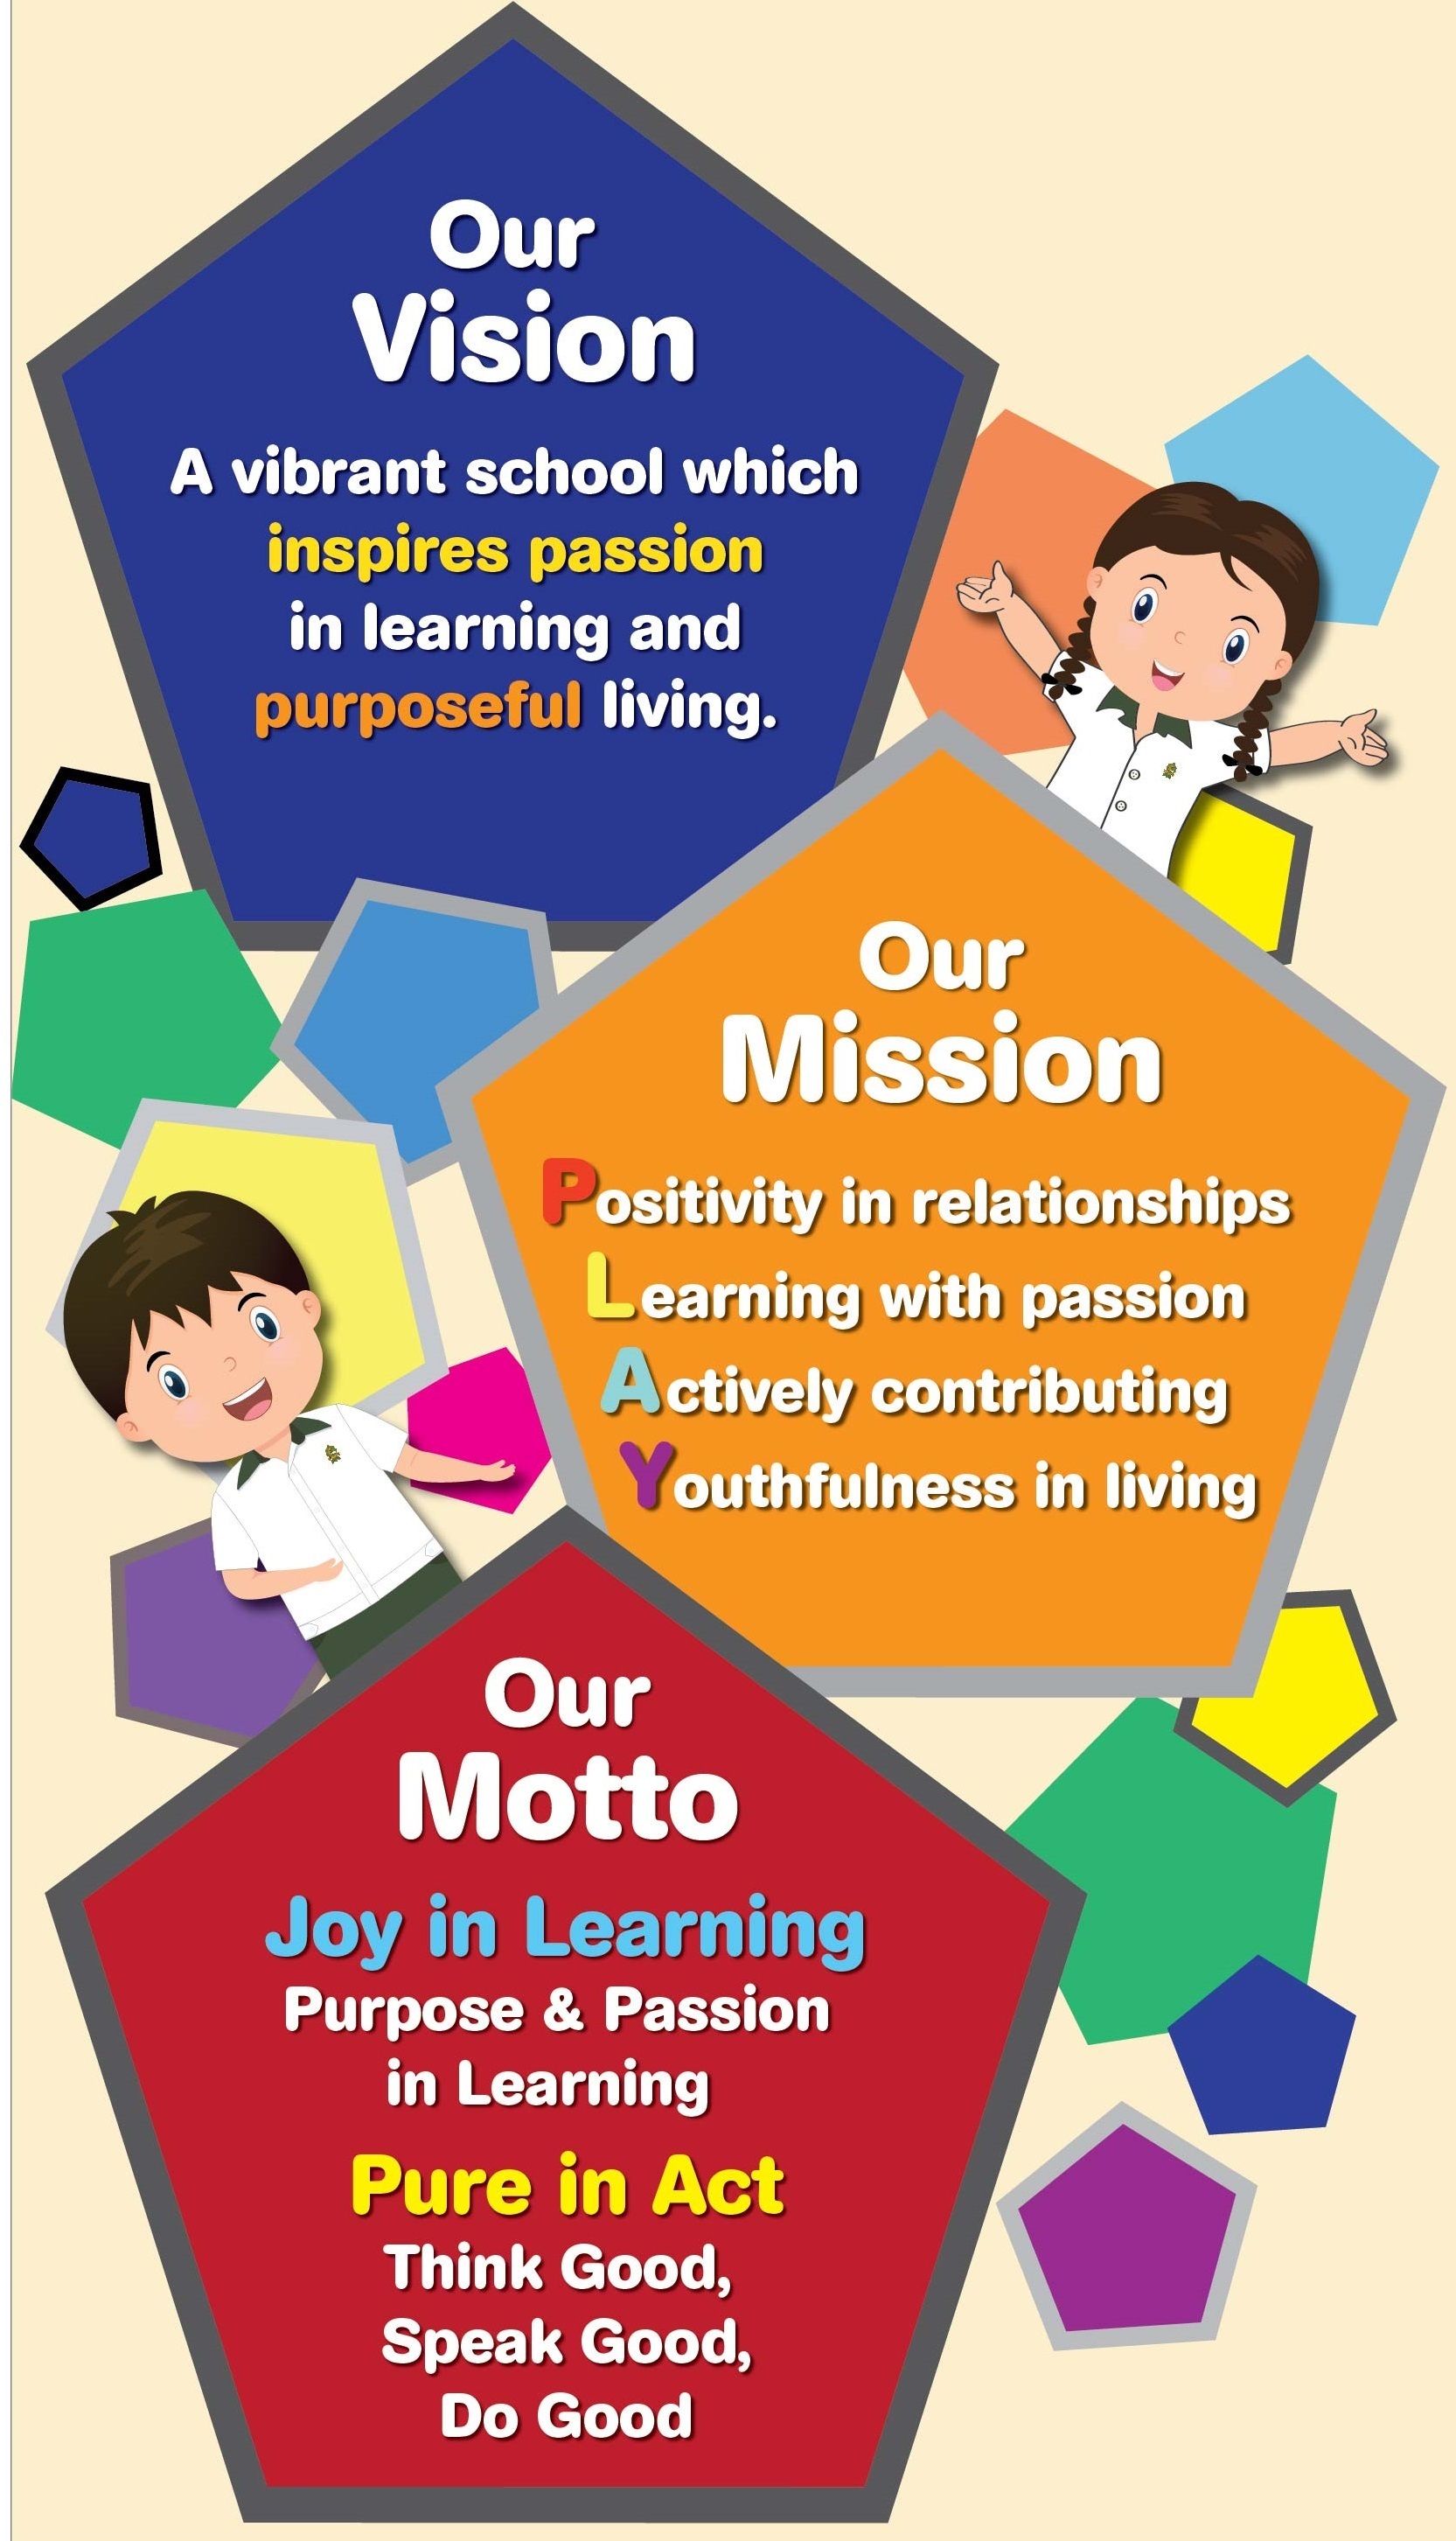 Our
Vision
A vibrant school which
inspires passion
in learning and
purposeful living.
Our
Mission
Positivity in relationships
Learning with passion
Actively contributing
Youthfulness in living
Our
Motto
Joy in Learning
Purpose & Passion
in Learning
Pure in Act
Think Good,
Speak Good,
Do Good